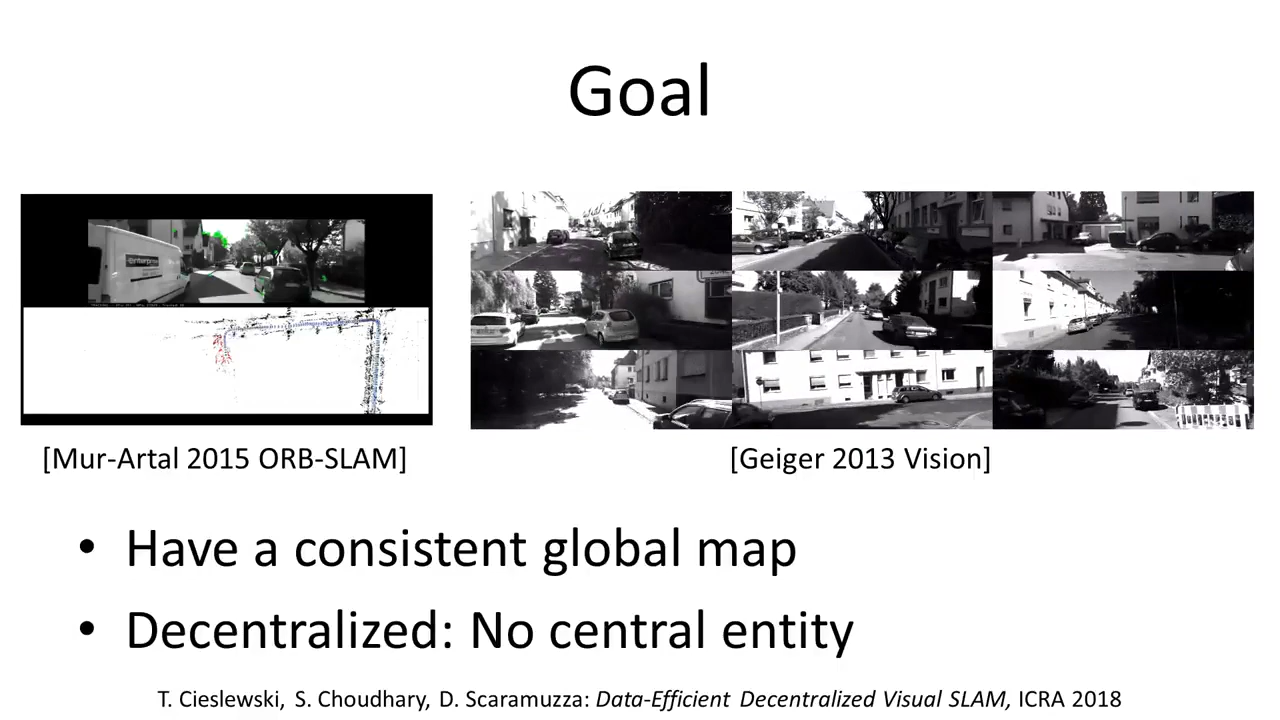 Goal
enterprise
[Mur-Artal 2015 ORB-SLAM]
[Geiger 2013 Vision]
• Have a consistent global map
• Decentralized: No central entity
T. Cieslewski, S. Choudhary, D. Scaramuzza: Data-Efficient Decentralized Visual SLAM, ICRA 2018